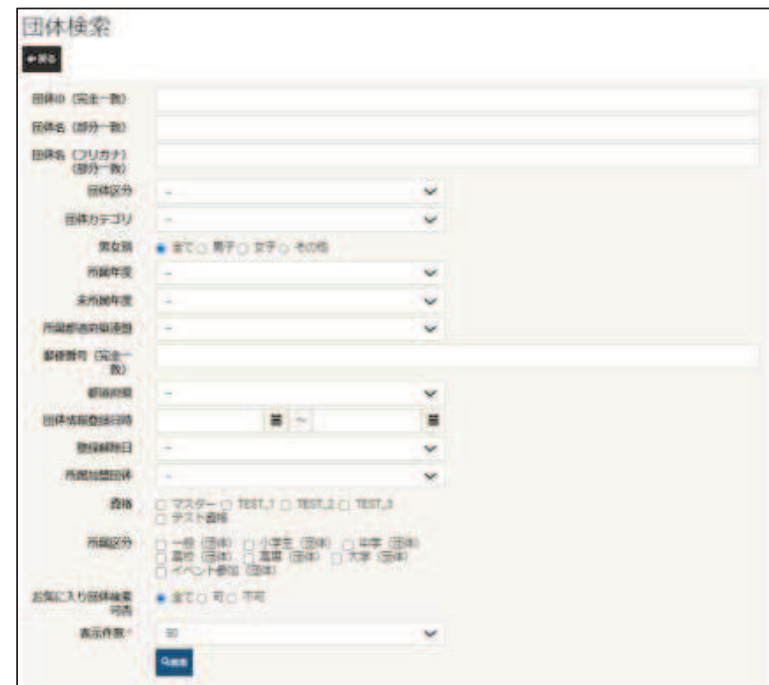 団体検索
戻る
団体ID（完全一致）
団体名（部分一致）
団体名（フリガナ）
（部分一致）
団体区分 -
団体カテゴリ -
男女別 全て 男子 女子 その他
所属年度 -
未所属年度 -
所属都道府県連盟 -
郵便番号（完全一
致）
都道府県 -
団体情報登録日時 ～
登録解除日 -
所属加盟団体 -
資格 マスター TEST_1 TEST_2 TEST_3
テスト資格
所属区分 一般（団体） 小学生（団体） 中学（団体）
高校（団体） 高専（団体） 大学（団体）
イベント参加（団体）
お気に入り団体検索
可否 全て 可 不可
表示件数* 50
検索